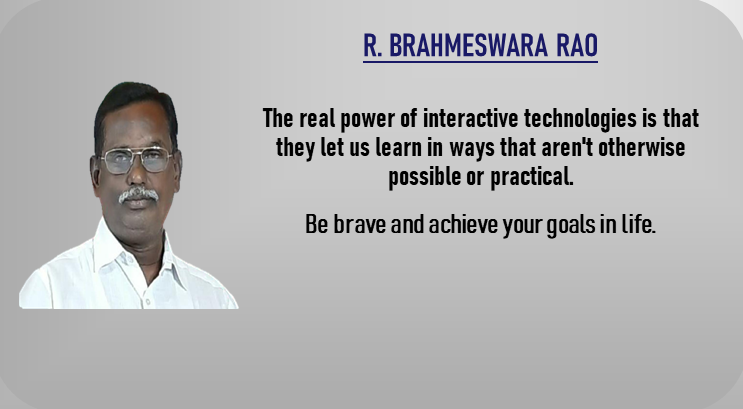 R. BRAHMESWARA RAO
The real power of interactive technologies is that
they let us learn in ways that aren't otherwise
possible or practical.
Be brave and achieve your goals in life.